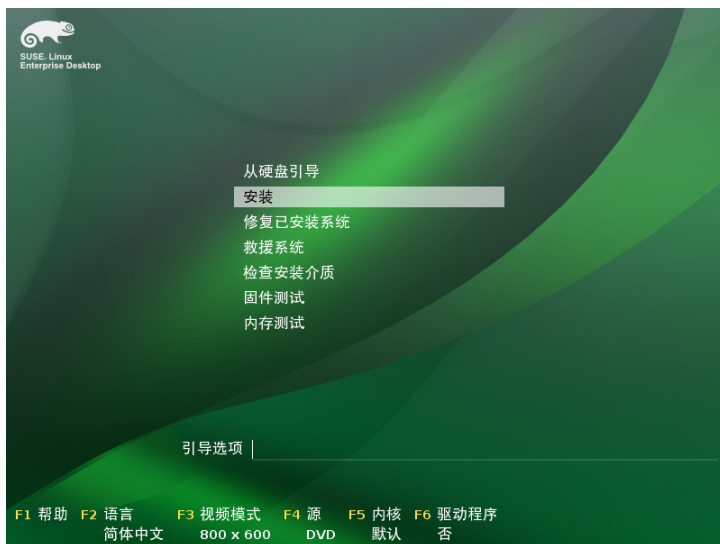 SUSE. Linux
Enterprise Desktop
从硬盘引导
安装
修复已安装系统
救援系统
检查安装介质
固件测试
内存测试
引导选项
F1 帮助 F2 语言 F3 视频模式 F4 源 F5 内核 F6 驱动程序
简体中文 800 x 600 DVD 默认 否